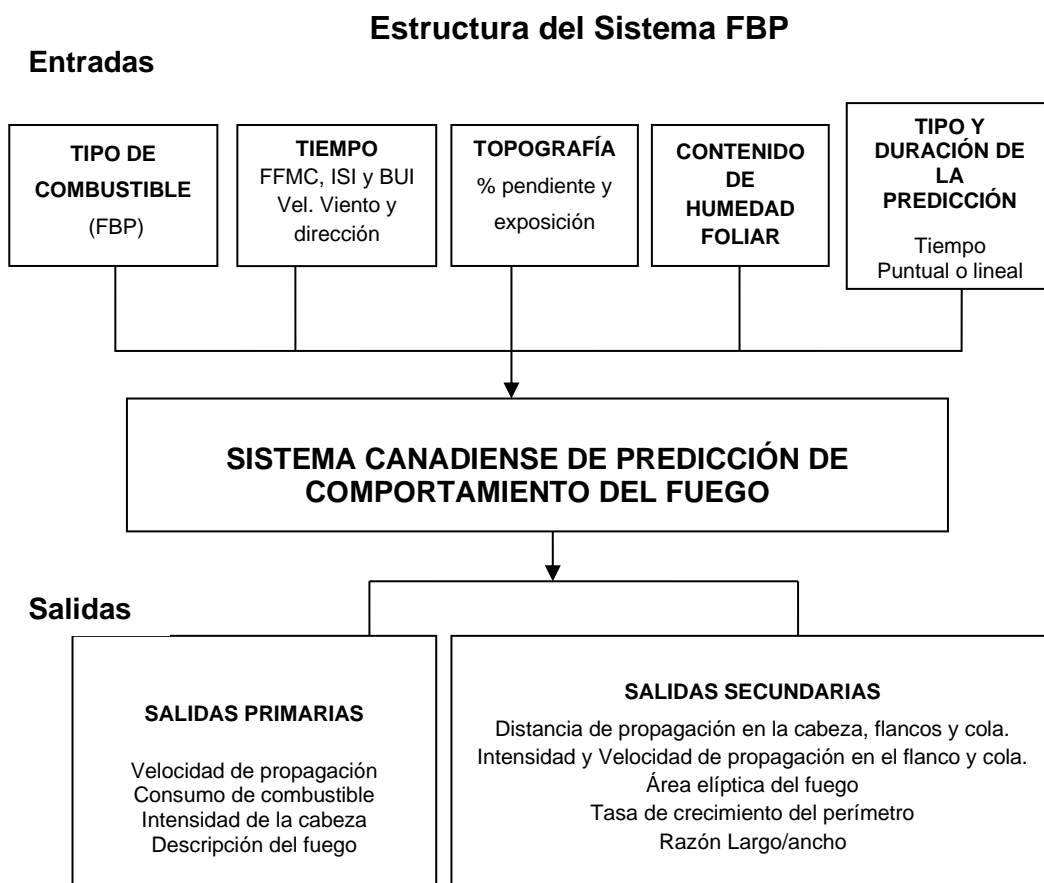 Estructura del Sistema FBP
Entradas
TIPO DE
COMBUSTIBLE
(FBP)
TIEMPO
FFMC, ISI y BUI
Vel. Viento y
dirección
TOPOGRAFÍA
% pendiente y
exposición
CONTENIDO
DE
HUMEDAD
FOLIAR
TIPO Y
DURACIÓN DE
LA
PREDICCIÓN
Tiempo
Puntual o lineal
SISTEMA CANADIENSE DE PREDICCIÓN DE
COMPORTAMIENTO DEL FUEGO
Salidas
SALIDAS PRIMARIAS
Velocidad de propagación
Consumo de combustible
Intensidad de la cabeza
Descripción del fuego
SALIDAS SECUNDARIAS
Distancia de propagación en la cabeza, flancos y cola.
Intensidad y Velocidad de propagación en el flanco y cola.
Área elíptica del fuego
Tasa de crecimiento del perímetro
Razón Largo/ancho